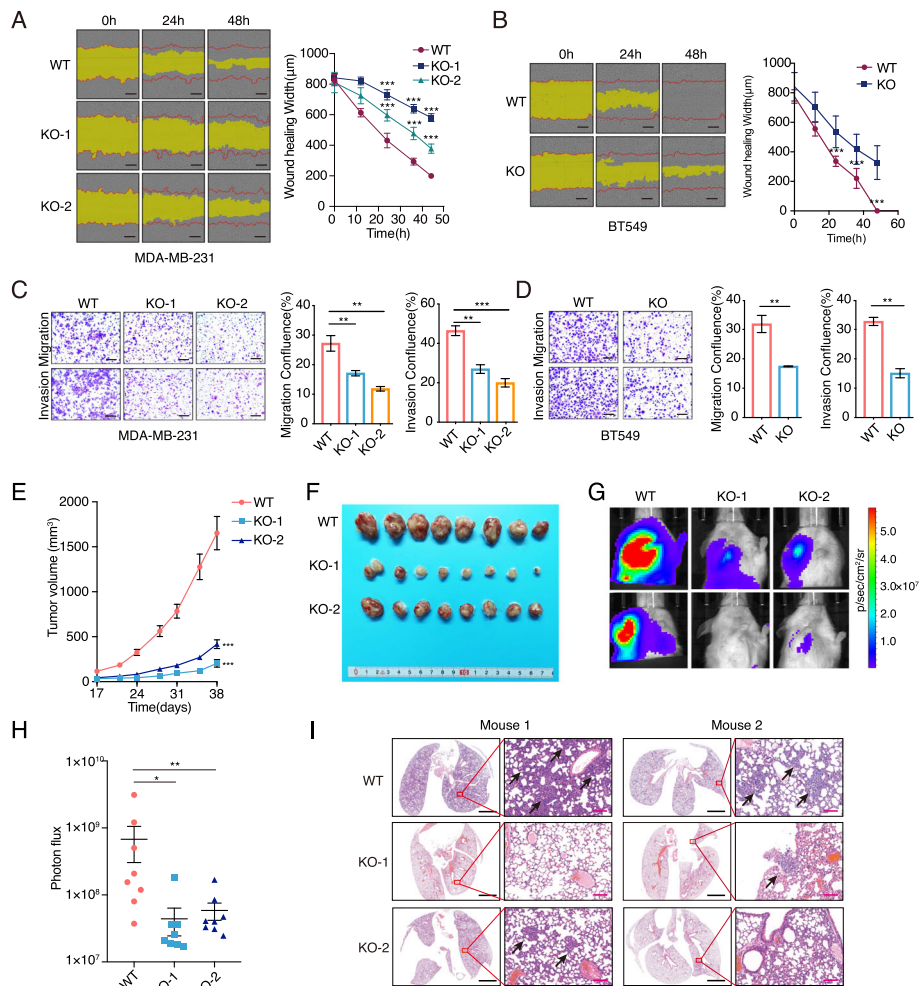 A
0h 24h 48h
WT
KO-1
KO-2
MDA-MB-231
Wound healing Width(μm)
1000
800
600
400
200
0
0 10 20 30 40 50
Time(h)
WT
KO-1
KO-2
***
***
***
***
***
***
B
0h 24h 48h
WT
KO
BT549
Wound healing Width(μm)
1000
800
600
400
200
0
0 20 40 60
Time(h)
WT
KO
***
***
***
C
WT KO-1 KO-2
Migration
Invasion
MDA-MB-231
Migration Confluence(%)
40
30
20
10
0
**
**
WT KO-1 KO-2
Invasion Confluence(%)
60
40
20
0
***
**
WT KO-1 KO-2
D
WT KO
Migration
Invasion
BT549
Migration Confluence(%)
40
30
20
10
0
**
WT KO
Invasion Confluence(%)
40
30
20
10
0
**
WT KO
E
Tumor volume (mm³)
2000
1500
1000
500
0
17 24 31 38
Time(days)
WT
KO-1
KO-2
***
***
F
WT
KO-1
KO-2
G
WT KO-1 KO-2
p/sec/cm²/sr
5.0
4.0
3.0×10⁷
2.0
1.0
H
Photon flux
1×10¹⁰
1×10⁹
1×10⁸
1×10⁷
**
*
WT KO-1 KO-2
I
Mouse 1 Mouse 2
WT
KO-1
KO-2